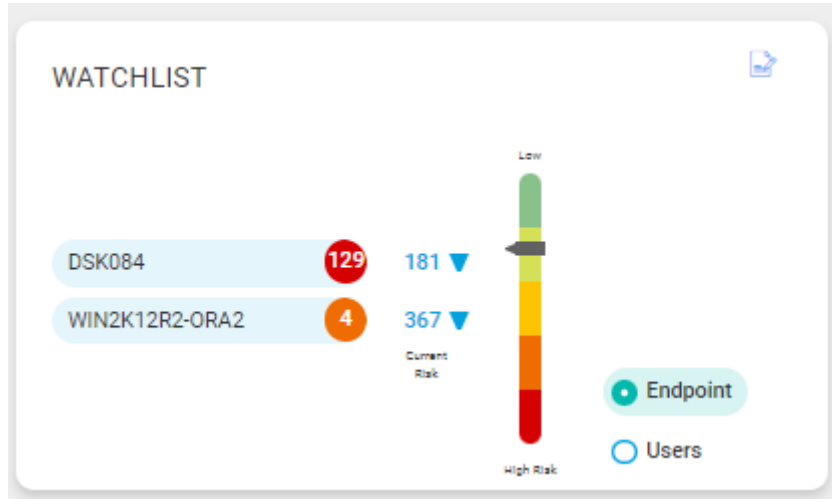 WATCHLIST
Low
DSK084 129 181
WIN2K12R2-ORA2 4 367
Current
Risk
Endpoint
Users
High Risk